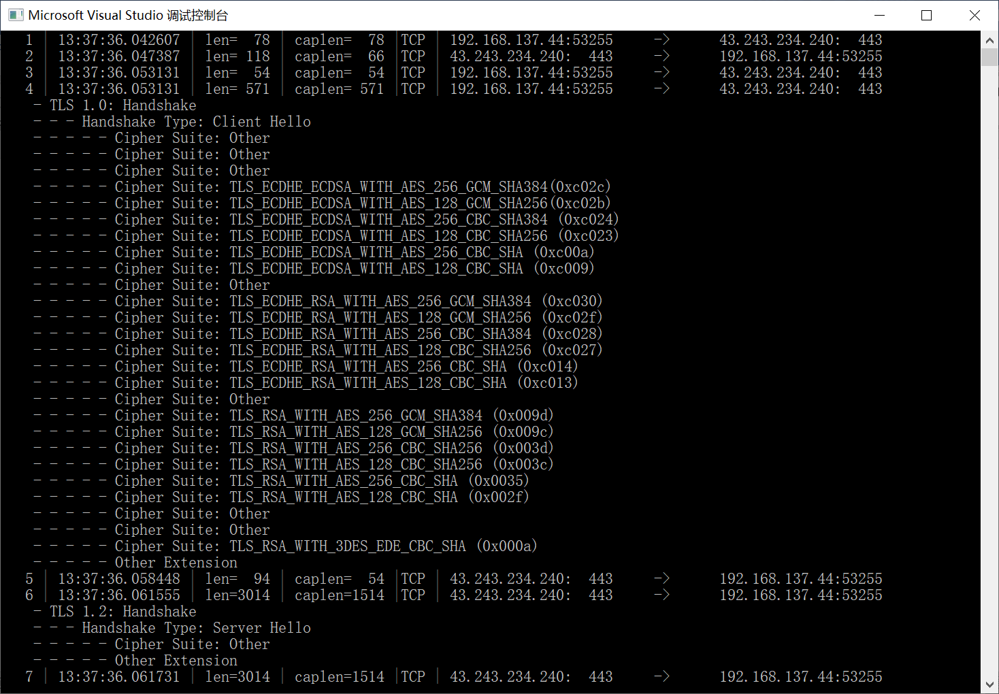 Microsoft Visual Studio 调试控制台
1 | 13:37:36.042607 | len=  78 | caplen=  78 |TCP | 192.168.137.44:53255     ->      43.243.234.240:  443
2 | 13:37:36.047387 | len= 118 | caplen=  66 |TCP | 43.243.234.240:  443     ->      192.168.137.44:53255
3 | 13:37:36.053131 | len=  54 | caplen=  54 |TCP | 192.168.137.44:53255     ->      43.243.234.240:  443
4 | 13:37:36.053131 | len= 571 | caplen= 571 |TCP | 192.168.137.44:53255     ->      43.243.234.240:  443
- TLS 1.0: Handshake
- - - Handshake Type: Client Hello
- - - - - Cipher Suite: Other
- - - - - Cipher Suite: Other
- - - - - Cipher Suite: Other
- - - - - Cipher Suite: TLS_ECDHE_ECDSA_WITH_AES_256_GCM_SHA384(0xc02c)
- - - - - Cipher Suite: TLS_ECDHE_ECDSA_WITH_AES_128_GCM_SHA256(0xc02b)
- - - - - Cipher Suite: TLS_ECDHE_ECDSA_WITH_AES_256_CBC_SHA384 (0xc024)
- - - - - Cipher Suite: TLS_ECDHE_ECDSA_WITH_AES_128_CBC_SHA256 (0xc023)
- - - - - Cipher Suite: TLS_ECDHE_ECDSA_WITH_AES_256_CBC_SHA (0xc00a)
- - - - - Cipher Suite: TLS_ECDHE_ECDSA_WITH_AES_128_CBC_SHA (0xc009)
- - - - - Cipher Suite: Other
- - - - - Cipher Suite: TLS_ECDHE_RSA_WITH_AES_256_GCM_SHA384 (0xc030)
- - - - - Cipher Suite: TLS_ECDHE_RSA_WITH_AES_128_GCM_SHA256 (0xc02f)
- - - - - Cipher Suite: TLS_ECDHE_RSA_WITH_AES_256_CBC_SHA384 (0xc028)
- - - - - Cipher Suite: TLS_ECDHE_RSA_WITH_AES_128_CBC_SHA256 (0xc027)
- - - - - Cipher Suite: TLS_ECDHE_RSA_WITH_AES_256_CBC_SHA (0xc014)
- - - - - Cipher Suite: TLS_ECDHE_RSA_WITH_AES_128_CBC_SHA (0xc013)
- - - - - Cipher Suite: Other
- - - - - Cipher Suite: TLS_RSA_WITH_AES_256_GCM_SHA384 (0x009d)
- - - - - Cipher Suite: TLS_RSA_WITH_AES_128_GCM_SHA256 (0x009c)
- - - - - Cipher Suite: TLS_RSA_WITH_AES_256_CBC_SHA256 (0x003d)
- - - - - Cipher Suite: TLS_RSA_WITH_AES_128_CBC_SHA256 (0x003c)
- - - - - Cipher Suite: TLS_RSA_WITH_AES_256_CBC_SHA (0x0035)
- - - - - Cipher Suite: TLS_RSA_WITH_AES_128_CBC_SHA (0x002f)
- - - - - Cipher Suite: Other
- - - - - Cipher Suite: Other
- - - - - Cipher Suite: TLS_RSA_WITH_3DES_EDE_CBC_SHA (0x000a)
- - - - - Other Extension
5 | 13:37:36.058448 | len=  94 | caplen=  54 |TCP | 43.243.234.240:  443     ->      192.168.137.44:53255
6 | 13:37:36.061555 | len=3014 | caplen=1514 |TCP | 43.243.234.240:  443     ->      192.168.137.44:53255
- TLS 1.2: Handshake
- - - Handshake Type: Server Hello
- - - - - Cipher Suite: Other
- - - - - Other Extension
7 | 13:37:36.061731 | len=3014 | caplen=1514 |TCP | 43.243.234.240:  443     ->      192.168.137.44:53255